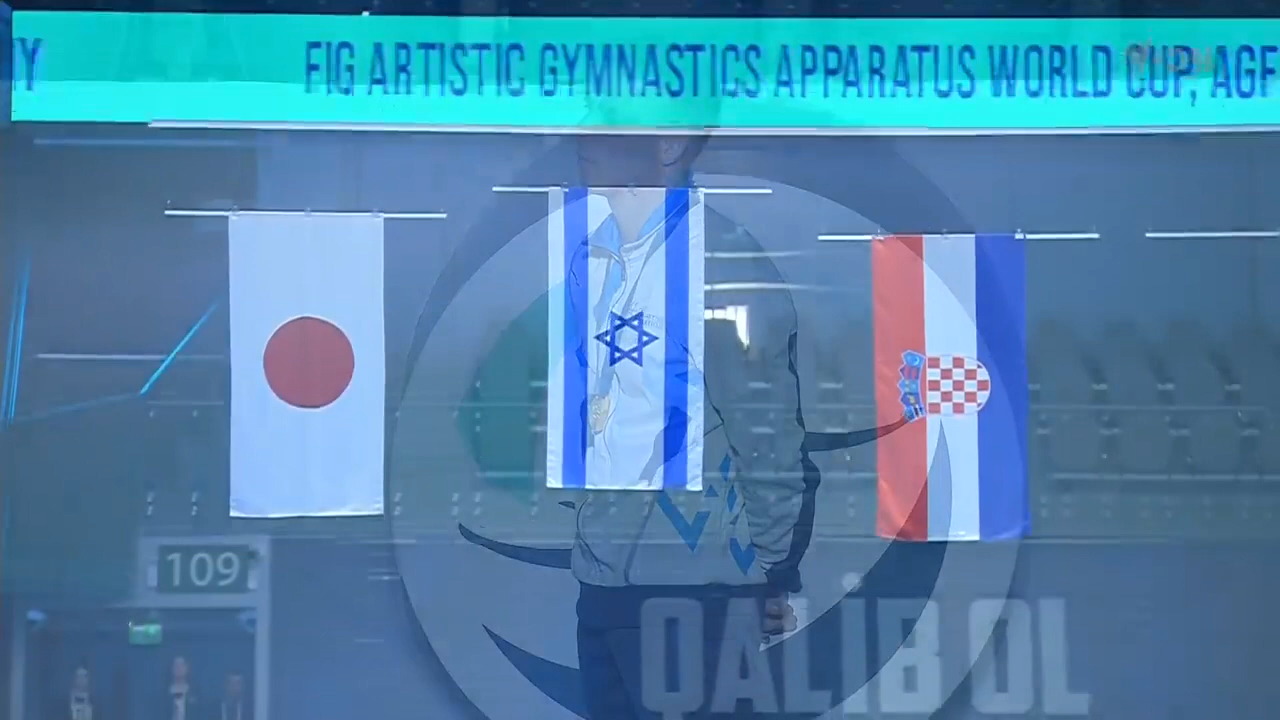 Y FIG ARTISTIC GYMNASTICS APPARATUS WORLD CUP, AGF
109
QALİB OL